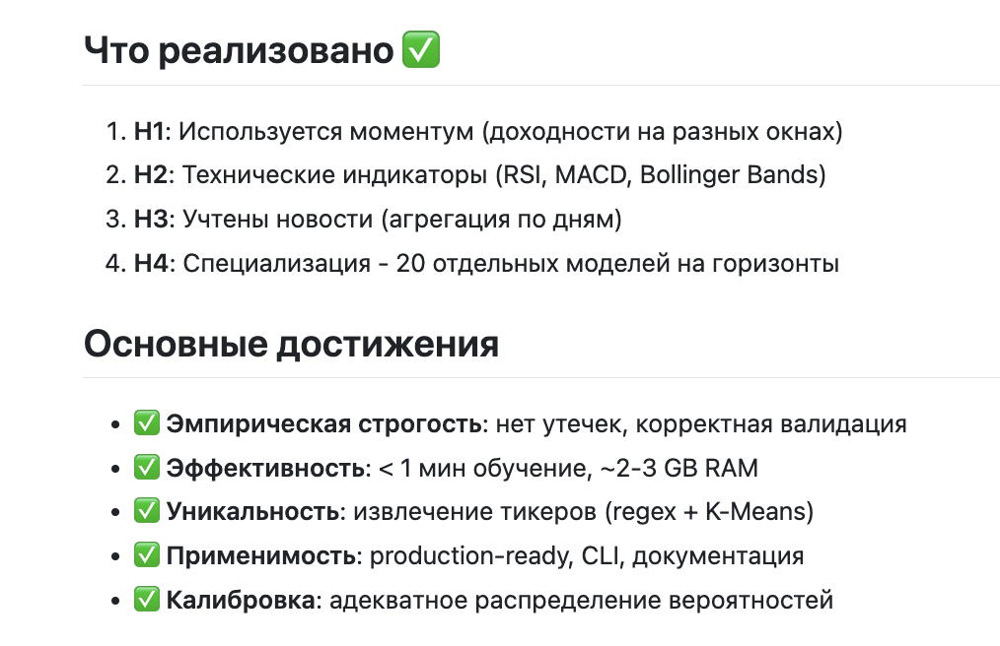 Что реализовано ✅
1. H1: Используется моментум (доходности на разных окнах)
2. H2: Технические индикаторы (RSI, MACD, Bollinger Bands)
3. H3: Учтены новости (агрегация по дням)
4. H4: Специализация - 20 отдельных моделей на горизонты
Основные достижения
• ✅ Эмпирическая строгость: нет утечек, корректная валидация
• ✅ Эффективность: < 1 мин обучение, ~2-3 GB RAM
• ✅ Уникальность: извлечение тикеров (regex + K-Means)
• ✅ Применимость: production-ready, CLI, документация
• ✅ Калибровка: адекватное распределение вероятностей